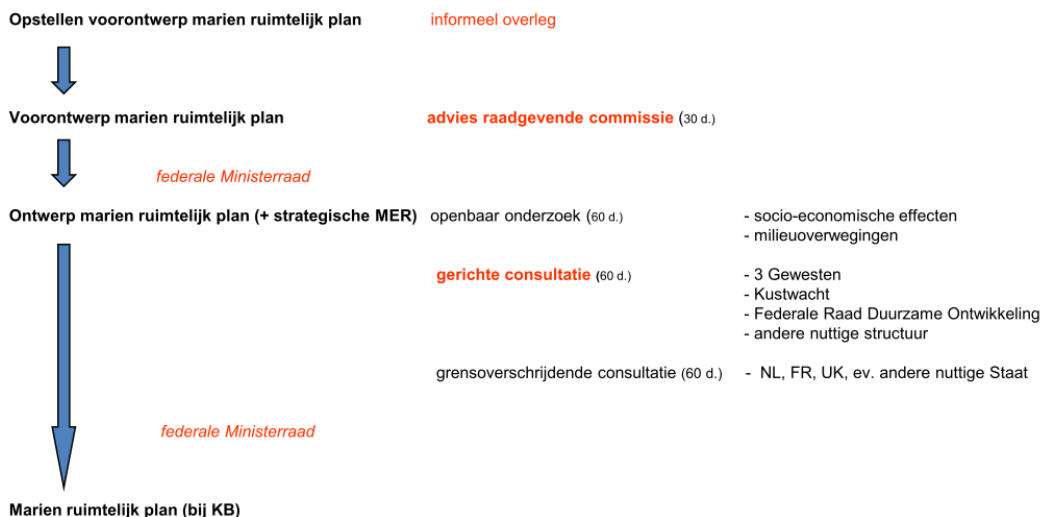 Opstellen voorontwerp marien ruimtelijk plan informeel overleg
Voorontwerp marien ruimtelijk plan advies raadgevende commissie (30 d.)
federale Ministerraad
Ontwerp marien ruimtelijk plan (+ strategische MER) openbaar onderzoek (60 d.) - socio-economische effecten
- milieuoverwegingen
gerichte consultatie (60 d.) - 3 Gewesten
- Kustwacht
- Federale Raad Duurzame Ontwikkeling
- andere nuttige structuur
grensoverschrijdende consultatie (60 d.) - NL, FR, UK, ev. andere nuttige Staat
federale Ministerraad
Marien ruimtelijk plan (bij KB)